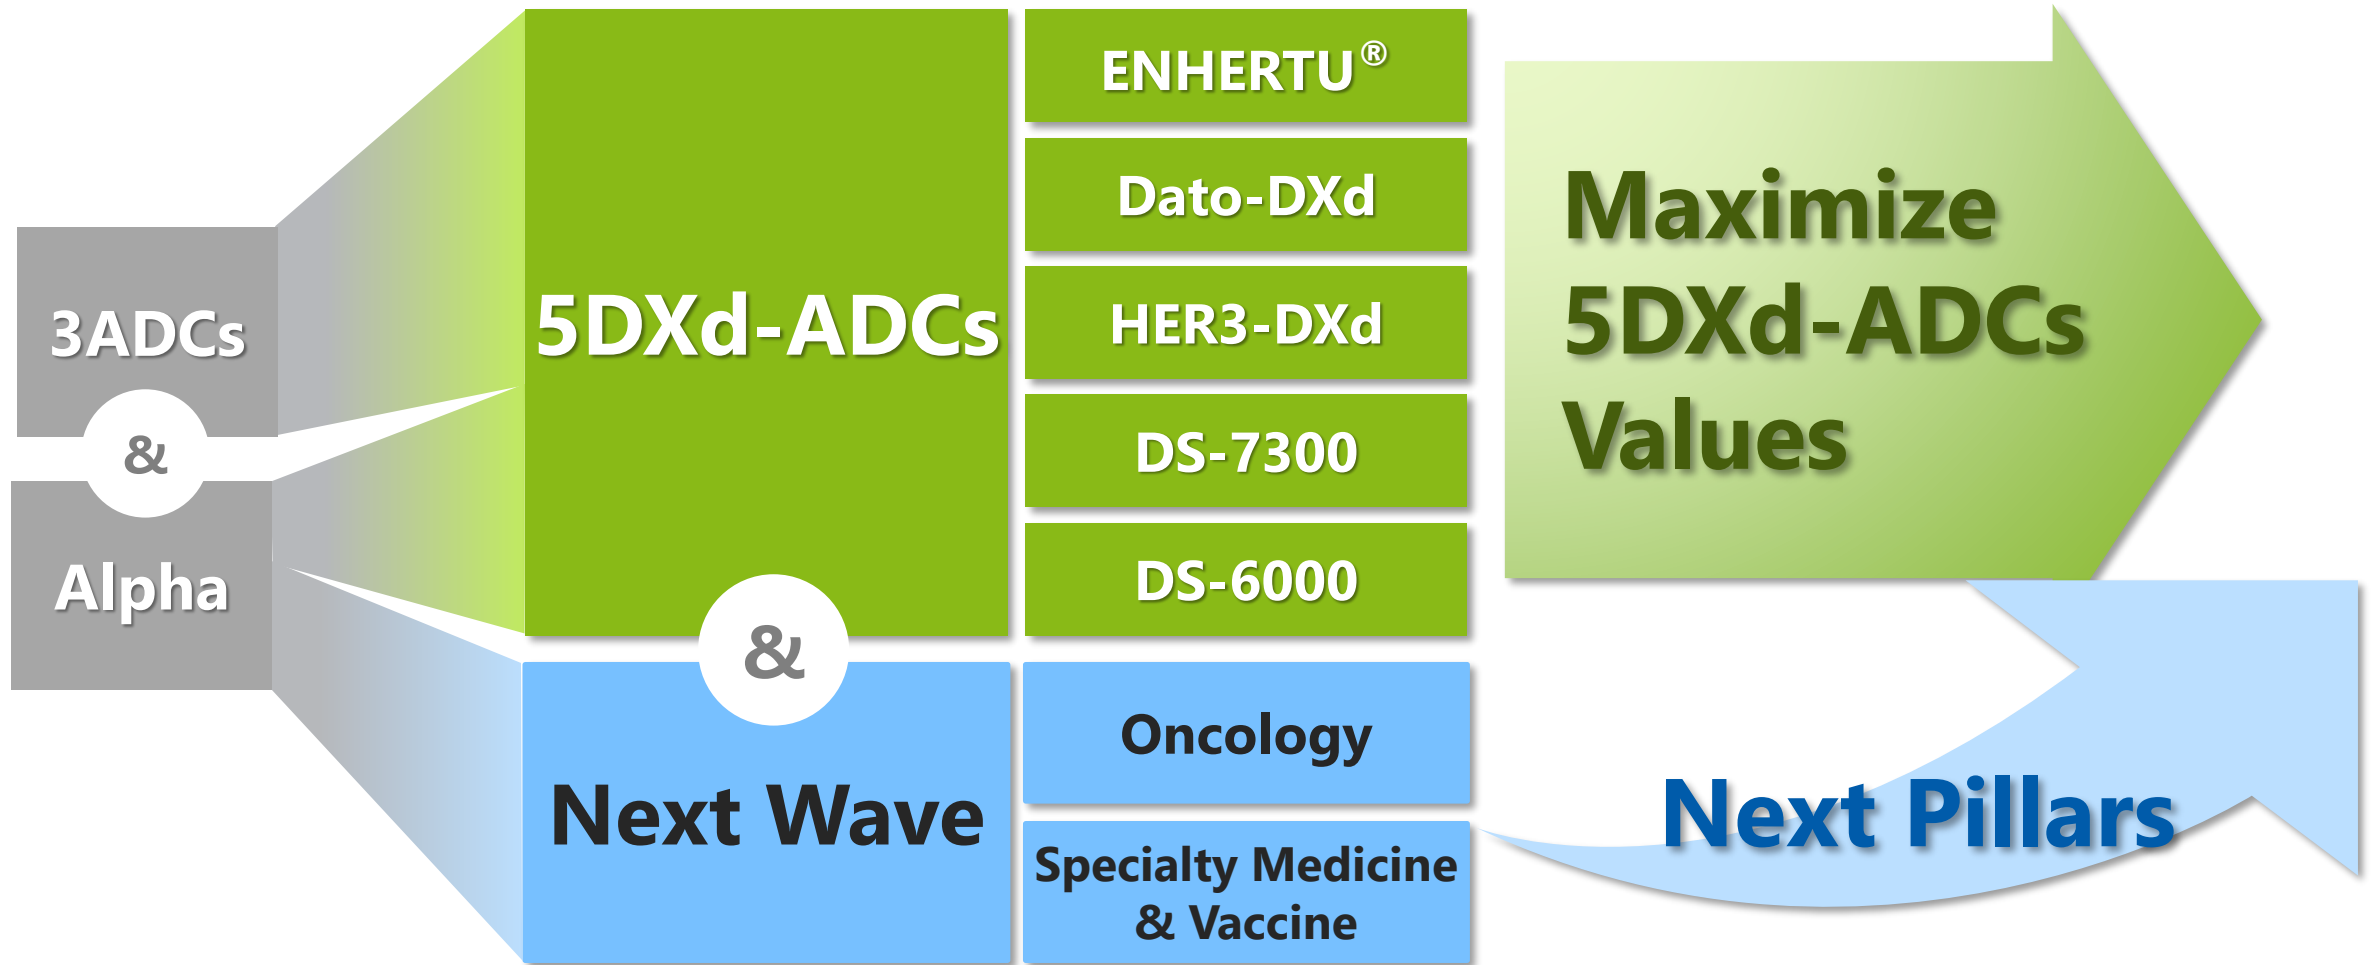 3ADCs
&
Alpha
5DXd-ADCs
&
Next Wave
ENHERTU®
Dato-DXd
HER3-DXd
DS-7300
DS-6000
Oncology
Specialty Medicine
& Vaccine
Maximize
5DXd-ADCs
Values
Next Pillars